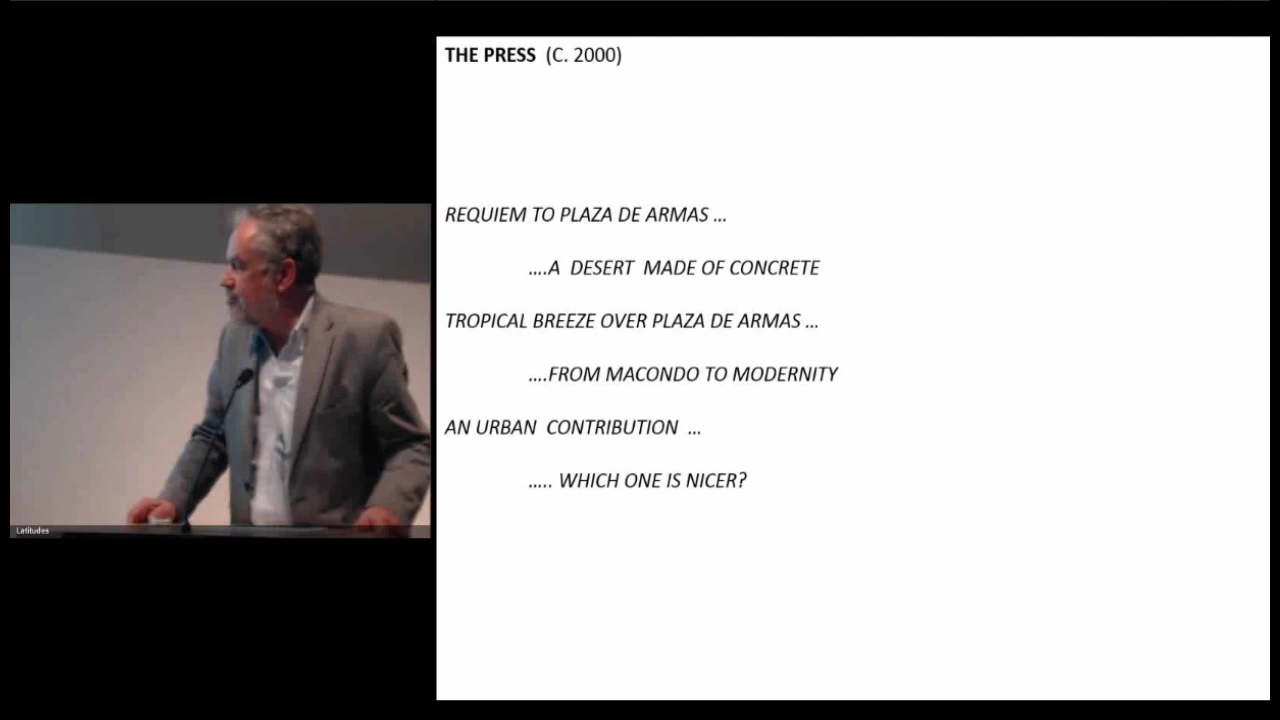 THE PRESS (C. 2000)
REQUIEM TO PLAZA DE ARMAS ...
....A DESERT MADE OF CONCRETE
TROPICAL BREEZE OVER PLAZA DE ARMAS ...
....FROM MACONDO TO MODERNITY
AN URBAN CONTRIBUTION ...
..... WHICH ONE IS NICER?
Latitudes